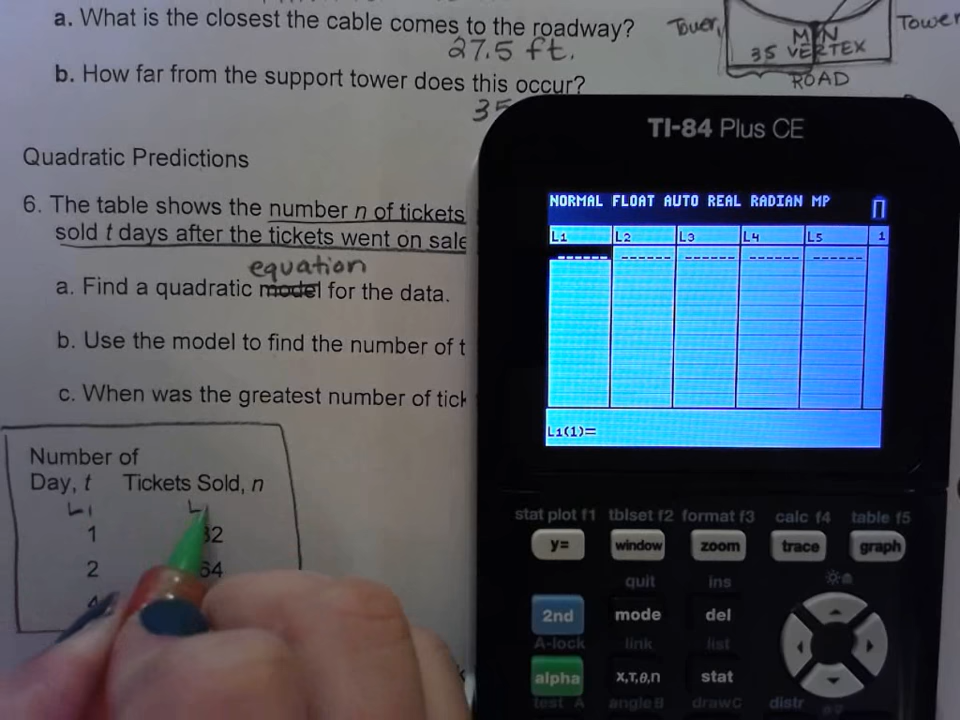 a. What is the closest the cable comes to the roadway?
27.5 ft.
Tower
Tower
MIN
35 VERTEX
ROAD
b. How far from the support tower does this occur?
35
Quadratic Predictions
6. The table shows the number n of tickets
sold t days after the tickets went on sale
equation
a. Find a quadratic model for the data.
b. Use the model to find the number of t
c. When was the greatest number of tick
Number of
Day, t Tickets Sold, n
L1
1 32
2 64
TI-84 Plus CE
NORMAL FLOAT AUTO REAL RADIAN MP
L1 L2 L3 L4 L5 1
L1(1)=
stat plot f1 tblset f2 format f3 calc f4 table f5
y= window zoom trace graph
quit ins
2nd mode del
A-lock link list
alpha X,T,θ,n stat
test A angle B draw C distr